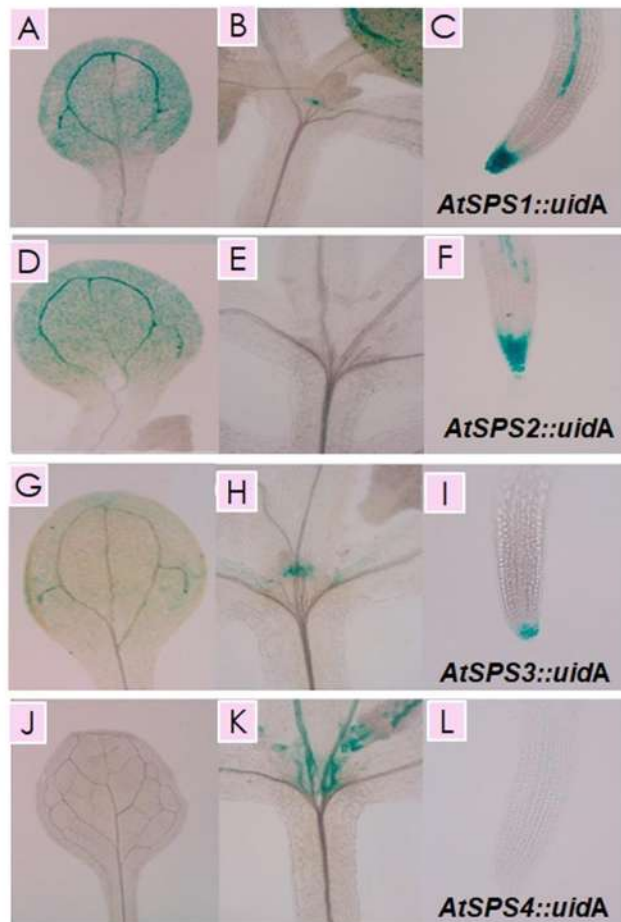 A B C
AtSPS1::uidA
D E F
AtSPS2::uidA
G H I
AtSPS3::uidA
J K L
AtSPS4::uidA